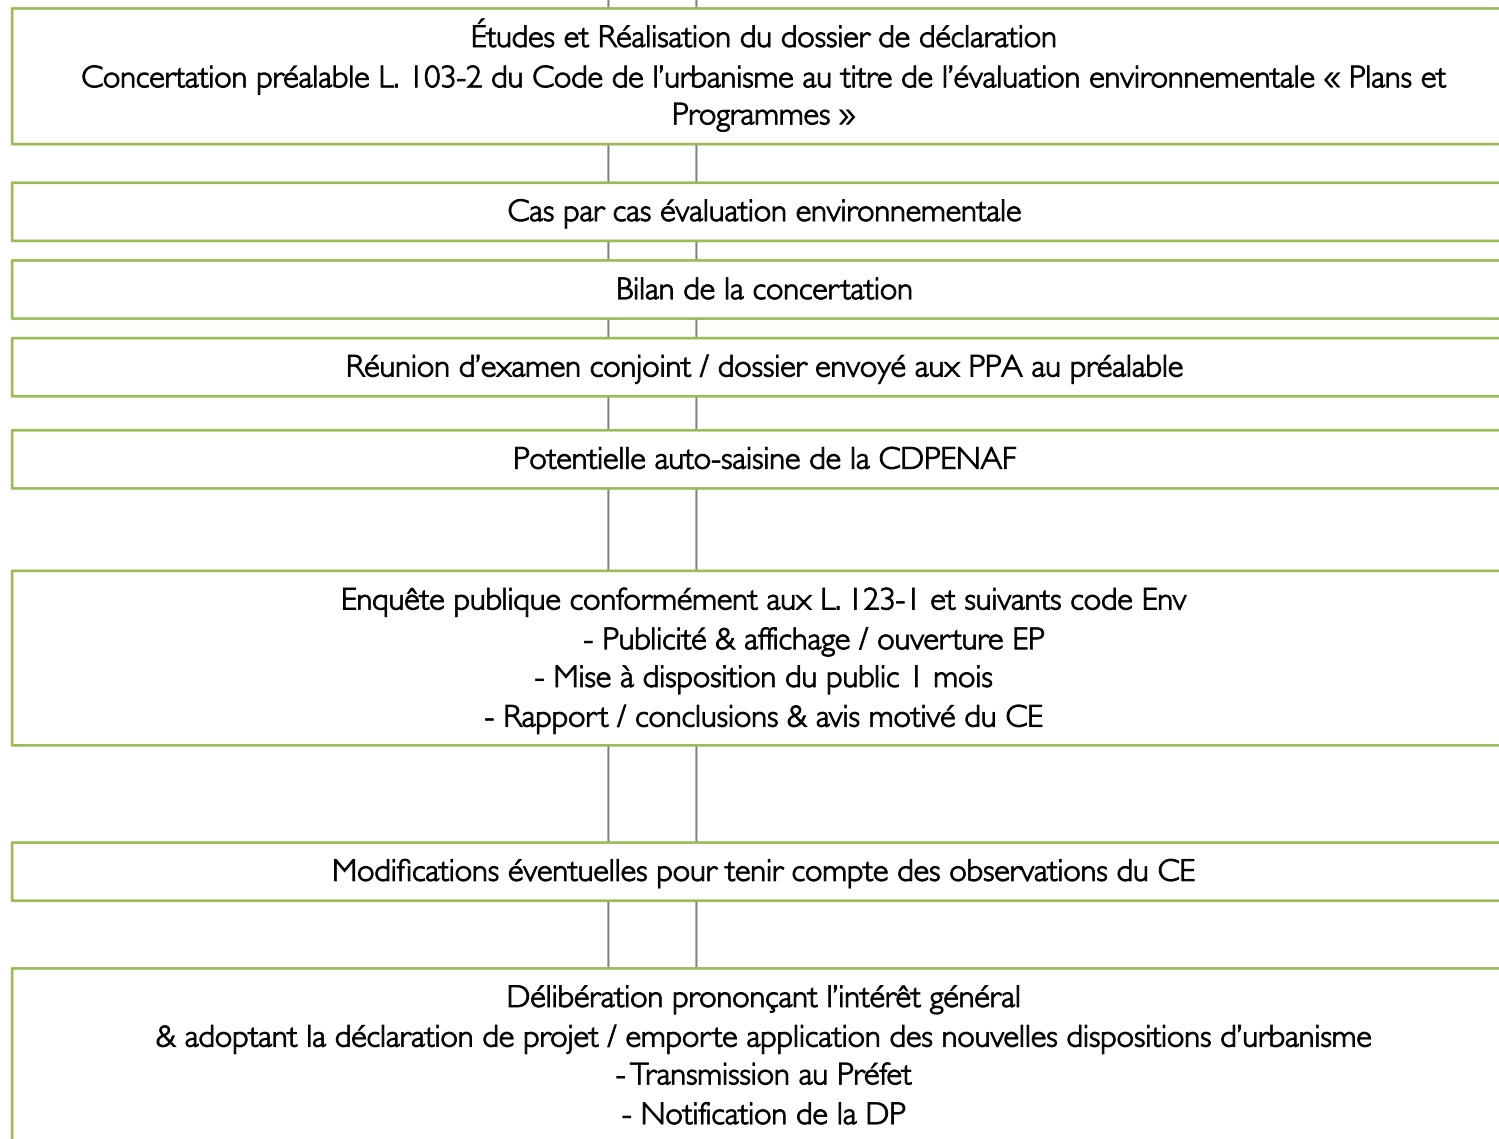 Études et Réalisation du dossier de déclaration
Concertation préalable L. 103-2 du Code de l’urbanisme au titre de l’évaluation environnementale « Plans et
Programmes »
Cas par cas évaluation environnementale
Bilan de la concertation
Réunion d’examen conjoint / dossier envoyé aux PPA au préalable
Potentielle auto-saisine de la CDPENAF
Enquête publique conformément aux L. 123-1 et suivants code Env
- Publicité & affichage / ouverture EP
- Mise à disposition du public 1 mois
- Rapport / conclusions & avis motivé du CE
Modifications éventuelles pour tenir compte des observations du CE
Délibération prononçant l’intérêt général
& adoptant la déclaration de projet / emporte application des nouvelles dispositions d’urbanisme
- Transmission au Préfet
- Notification de la DP